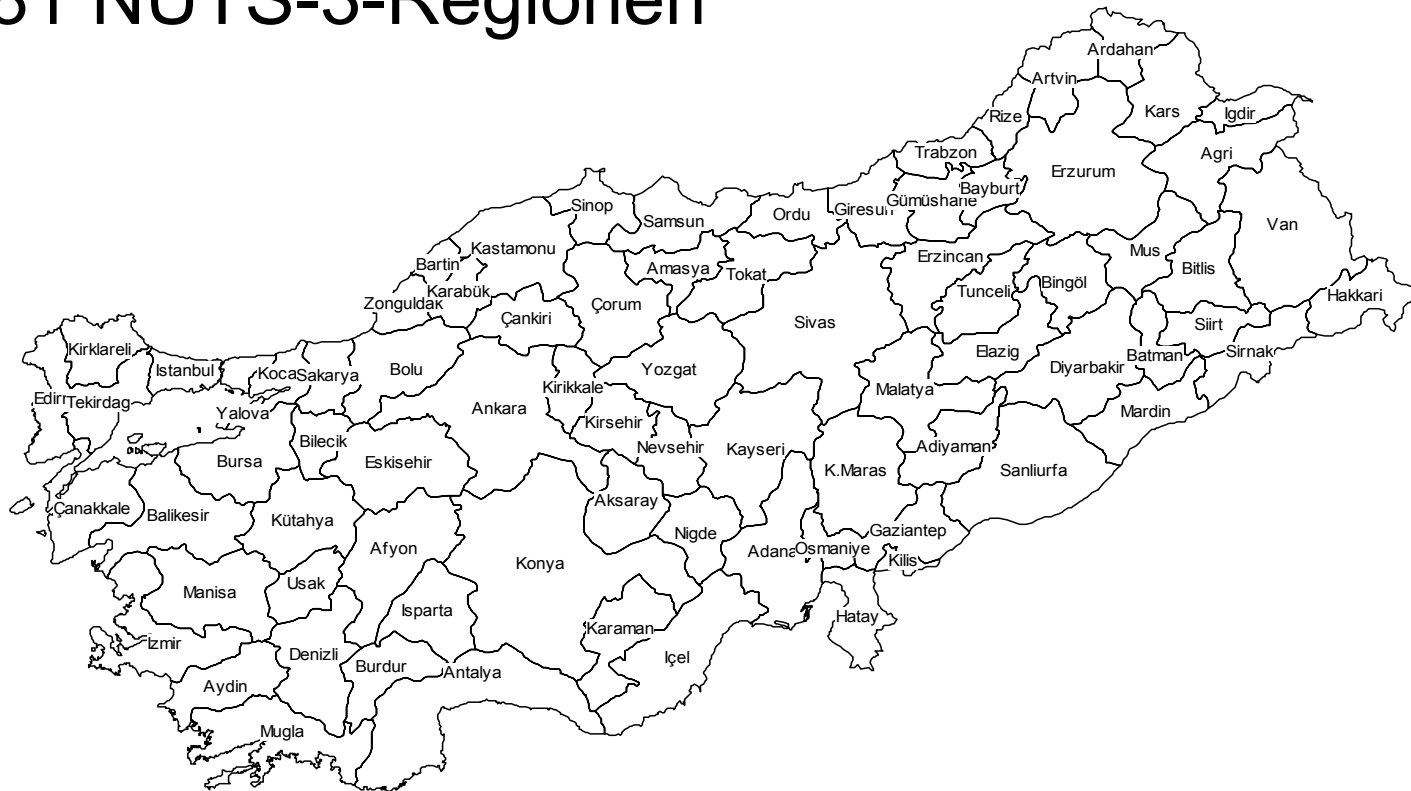 81 NUTS-3-Regionen
Ardahan
Artvin
Kars
Igdir
Rize
Trabzon
Agri
Erzurum
Bayburt
Gümüshane
Giresun
Ordu
Samsun
Sinop
Van
Kastamonu
Mus
Erzincan
Bartin
Amasya
Tokat
Bitlis
Bingöl
Tunceli
Karabük
Hakkari
Zonguldak
Çorum
Çankiri
Sivas
Siirt
Kirklareli
Elazig
Sirnak
Batman
Istanbul
Koca
Sakarya
Bolu
Yozgat
Diyarbakir
Kirikkale
Malatya
Edirn
Tekirdag
Ankara
Yalova
Mardin
Kirsehir
Bilecik
Nevsehir
Kayseri
Adiyaman
Bursa
Eskisehir
K.Maras
Sanliurfa
Aksaray
Çanakkale
Balikesir
Kütahya
Nigde
Gaziantep
Afyon
Adana
Osmaniye
Kilis
Konya
Usak
Manisa
Isparta
Hatay
Karaman
İzmir
Denizli
Içel
Burdur
Antalya
Aydin
Mugla